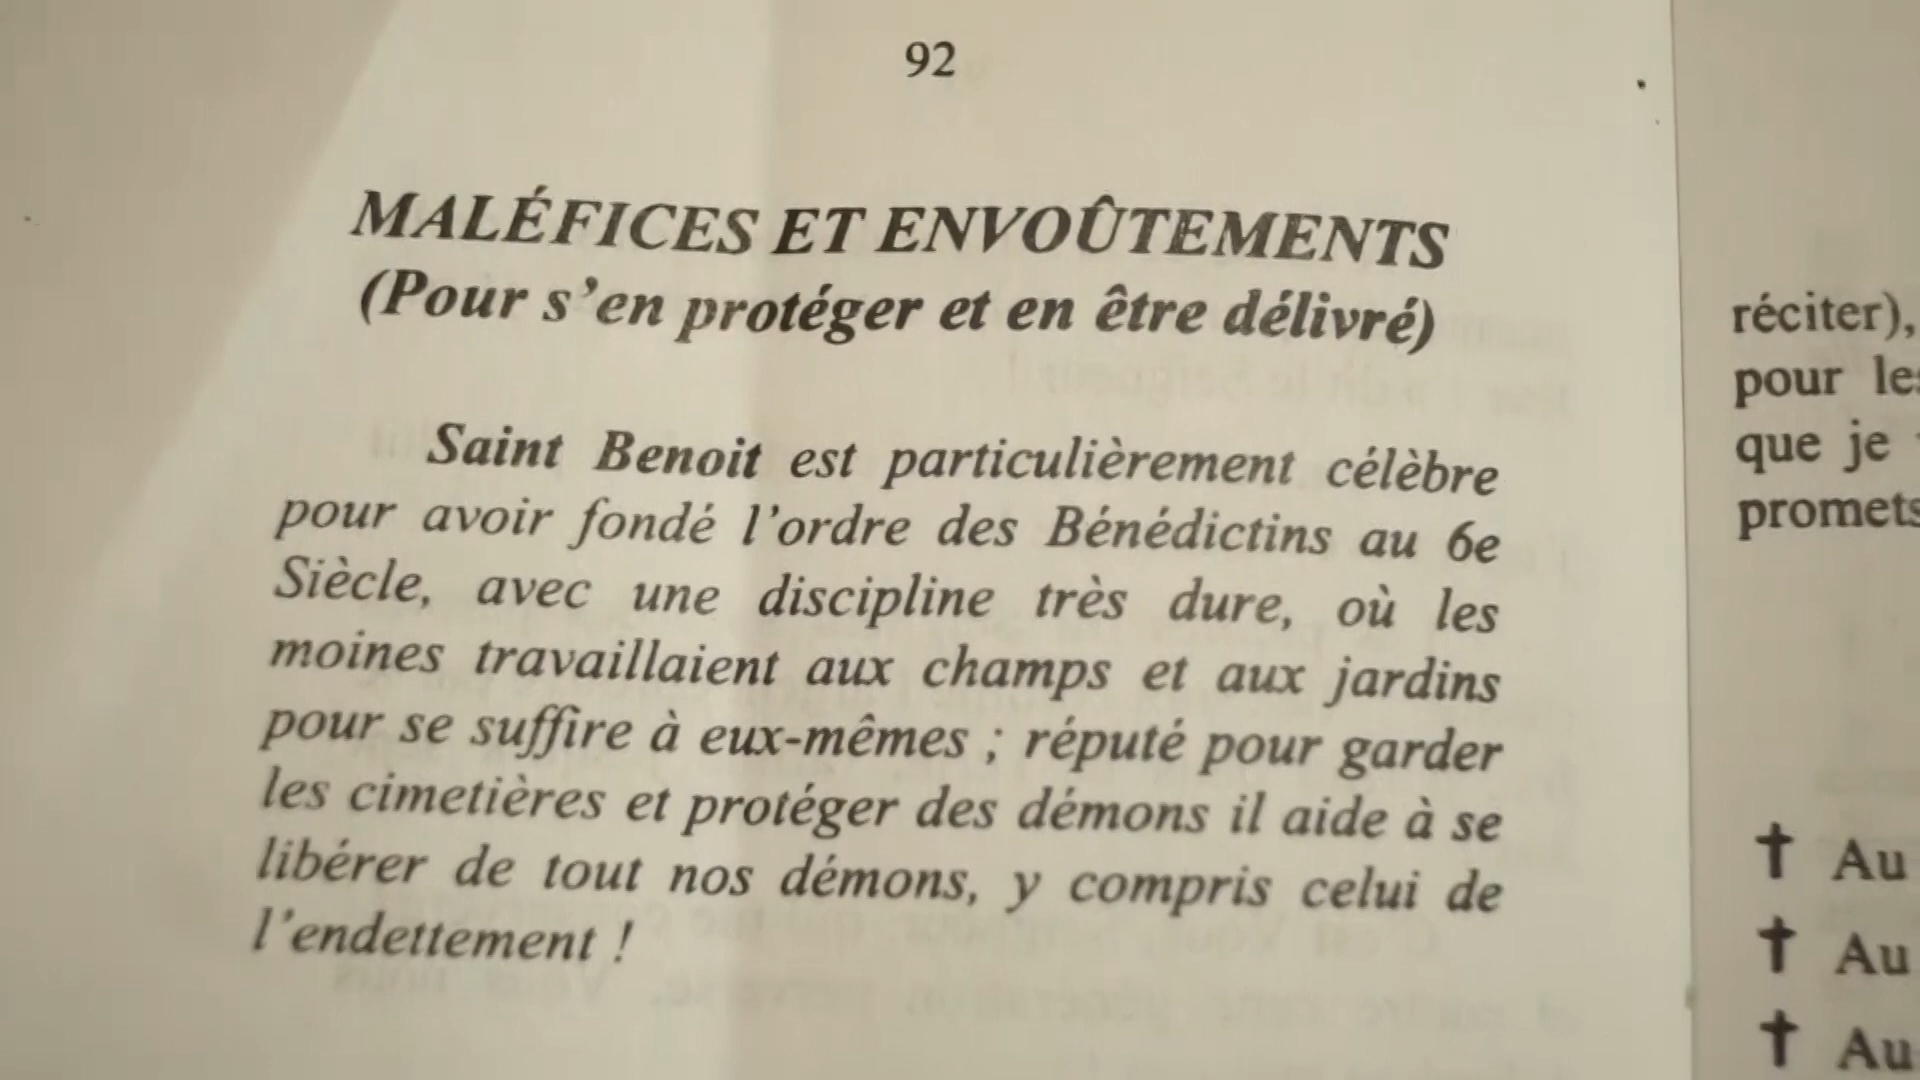 92
MALÉFICES ET ENVOÛTEMENTS
(Pour s'en protéger et en être délivré)
Saint Benoit est particulièrement célèbre
pour avoir fondé l'ordre des Bénédictins au 6e
Siècle, avec une discipline très dure, où les
moines travaillaient aux champs et aux jardins
pour se suffire à eux-mêmes ; réputé pour garder
les cimetières et protéger des démons il aide à se
libérer de tout nos démons, y compris celui de
l'endettement !
réciter),
pour
que je
promets
† Au
† Au
† Au